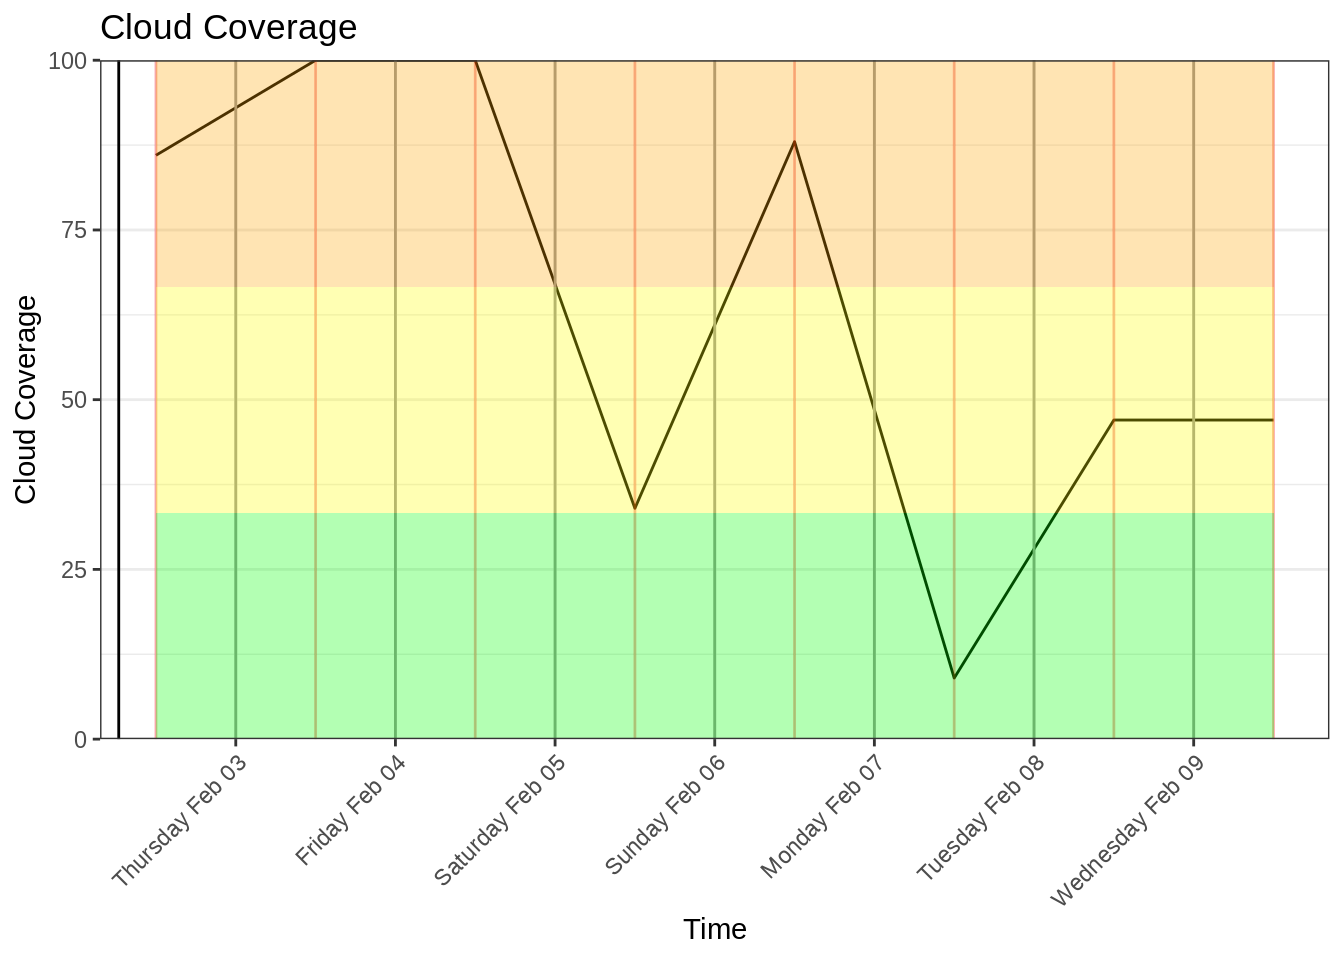 Cloud Coverage
Cloud Coverage
100
75
50
25
0
Thursday Feb 03
Friday Feb 04
Saturday Feb 05
Sunday Feb 06
Monday Feb 07
Tuesday Feb 08
Wednesday Feb 09
Time